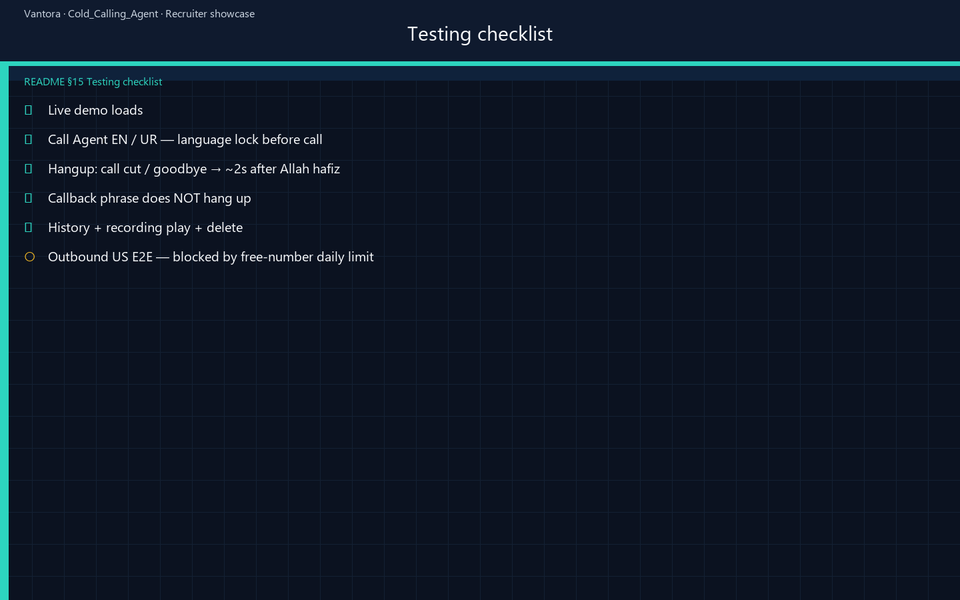 Vantora · Cold_Calling_Agent · Recruiter showcase
Testing checklist
README §15 Testing checklist
Live demo loads
Call Agent EN / UR — language lock before call
Hangup: call cut / goodbye → ~2s after Allah hafiz
Callback phrase does NOT hang up
History + recording play + delete
○ Outbound US E2E — blocked by free-number daily limit